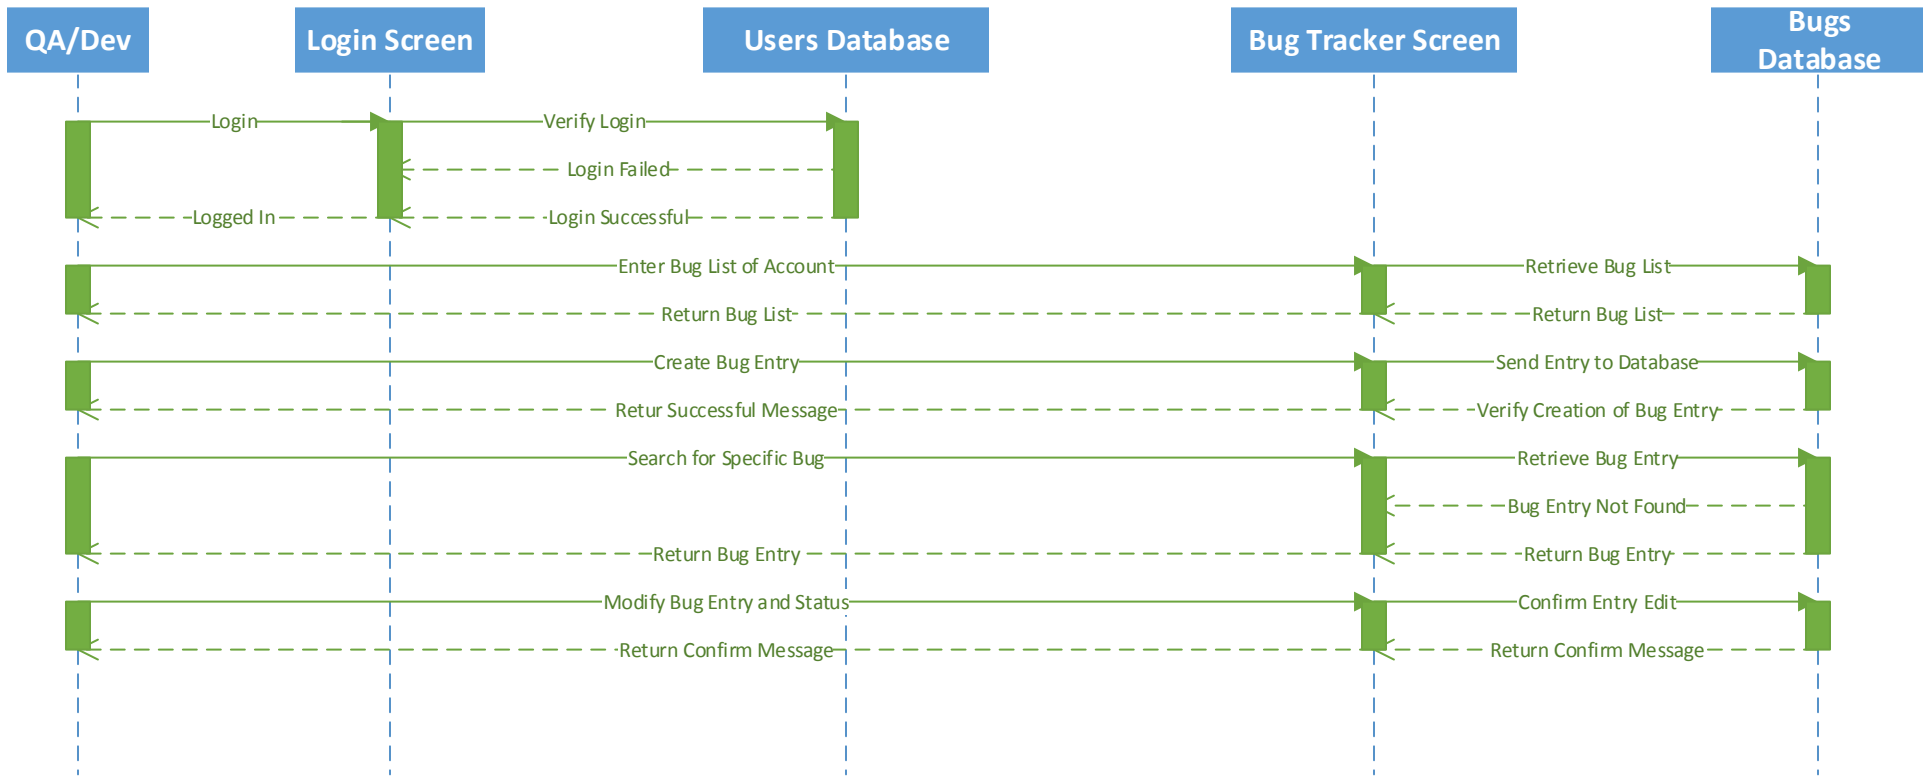 QA/Dev
Login Screen
Users Database
Bug Tracker Screen
Bugs
Database
Login
Verify Login
Login Failed
Logged In
Login Successful
Enter Bug List of Account
Retrieve Bug List
Return Bug List
Return Bug List
Create Bug Entry
Send Entry to Database
Retur Successful Message
Verify Creation of Bug Entry
Search for Specific Bug
Retrieve Bug Entry
Bug Entry Not Found
Return Bug Entry
Return Bug Entry
Modify Bug Entry and Status
Confirm Entry Edit
Return Confirm Message
Return Confirm Message